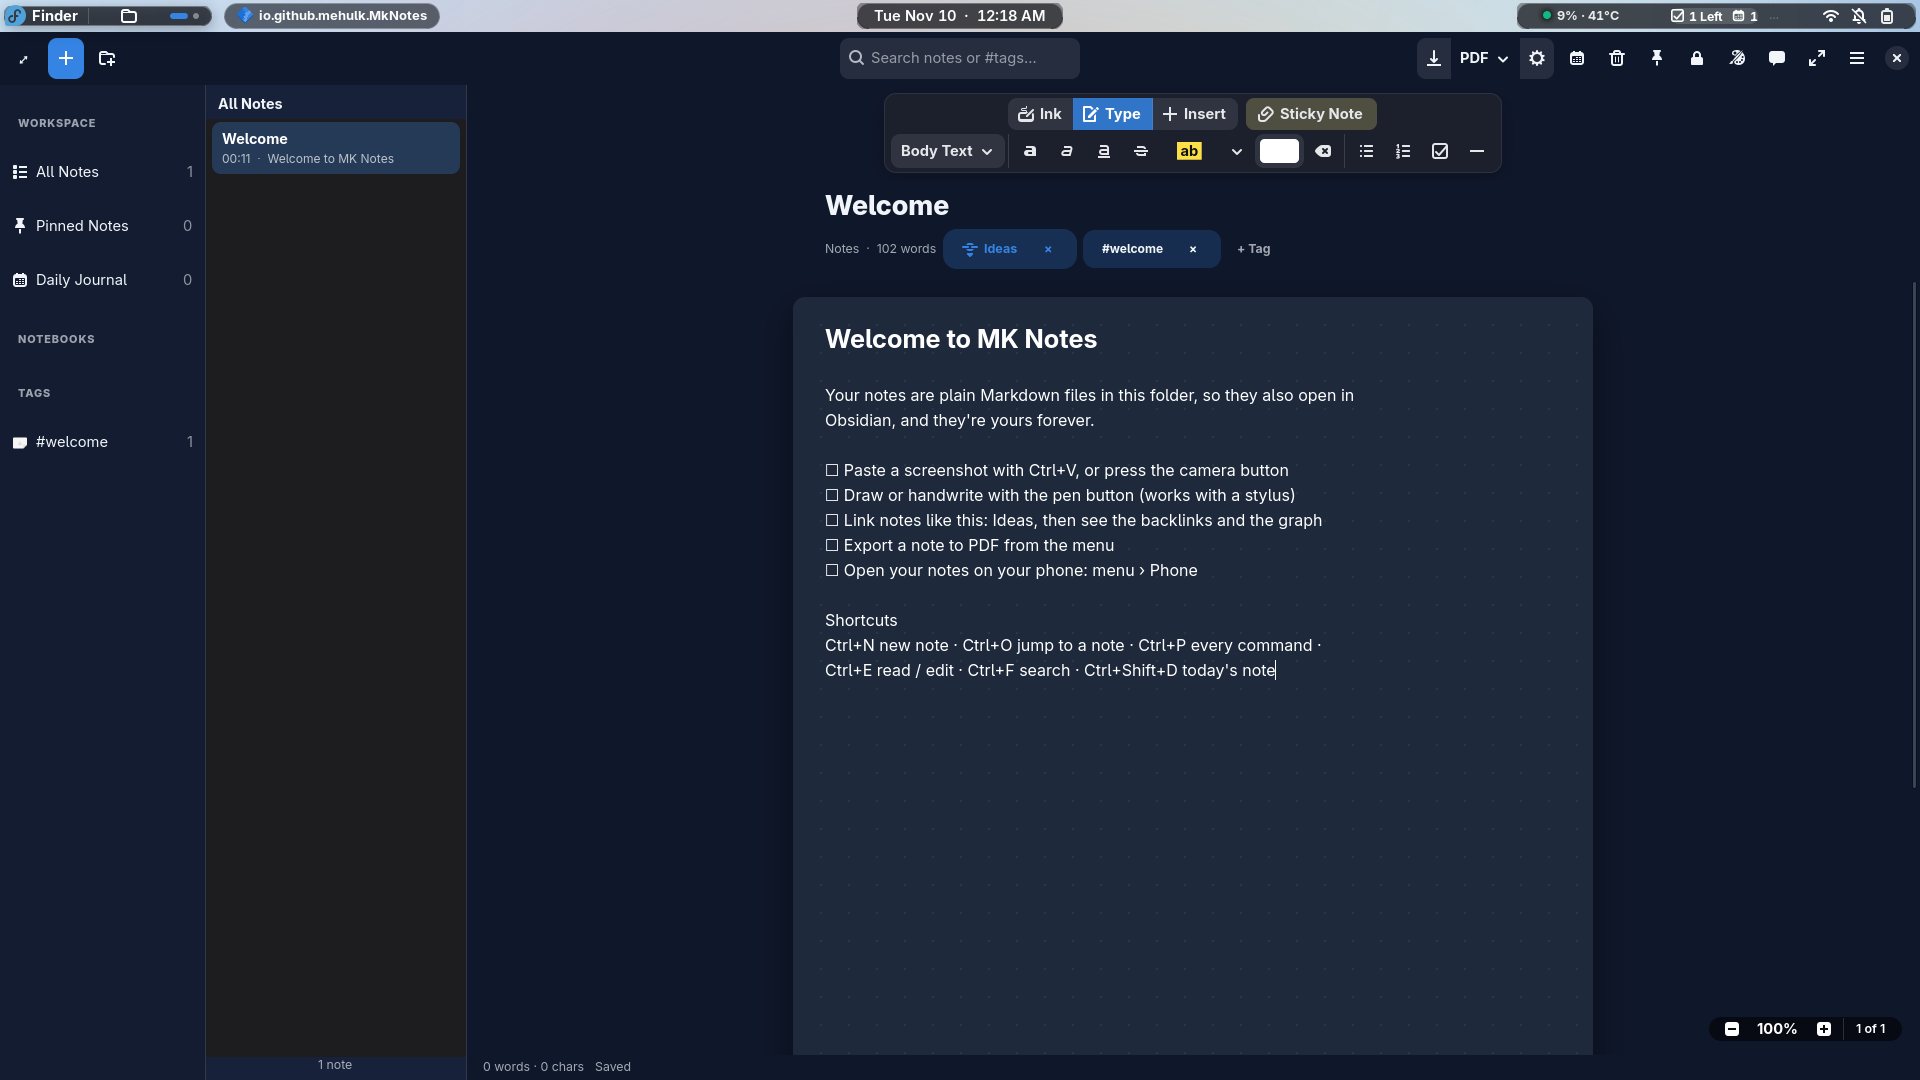 Finder
io.github.mehulk.MkNotes
Tue Nov 10 · 12:18 AM
9% · 41°C
1 Left
1
Search notes or #tags...
PDF
WORKSPACE
All Notes 1
Pinned Notes 0
Daily Journal 0
NOTEBOOKS
TAGS
#welcome 1
All Notes
Welcome
00:11 · Welcome to MK Notes
1 note
Ink Type Insert Sticky Note
Body Text a a a S ab
Welcome
Notes · 102 words Ideas × #welcome × + Tag
Welcome to MK Notes
Your notes are plain Markdown files in this folder, so they also open in
Obsidian, and they're yours forever.
☐ Paste a screenshot with Ctrl+V, or press the camera button
☐ Draw or handwrite with the pen button (works with a stylus)
☐ Link notes like this: Ideas, then see the backlinks and the graph
☐ Export a note to PDF from the menu
☐ Open your notes on your phone: menu › Phone
Shortcuts
Ctrl+N new note · Ctrl+O jump to a note · Ctrl+P every command ·
Ctrl+E read / edit · Ctrl+F search · Ctrl+Shift+D today's note
0 words · 0 chars Saved
100% 1 of 1